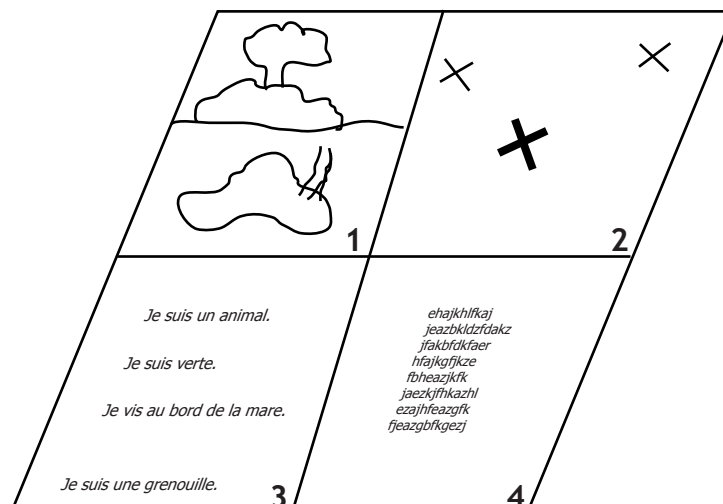 1
2
Je suis un animal.
Je suis verte.
Je vis au bord de la mare.
Je suis une grenouille.
3
ehajkhlfkaj
jeazbkldzfdakz
jfakbfdkfaer
hfajkgfjkze
fbheazjkfk
jaezkjfhkazhl
ezajhfeazgfk
fjeazgbfkgezj
4